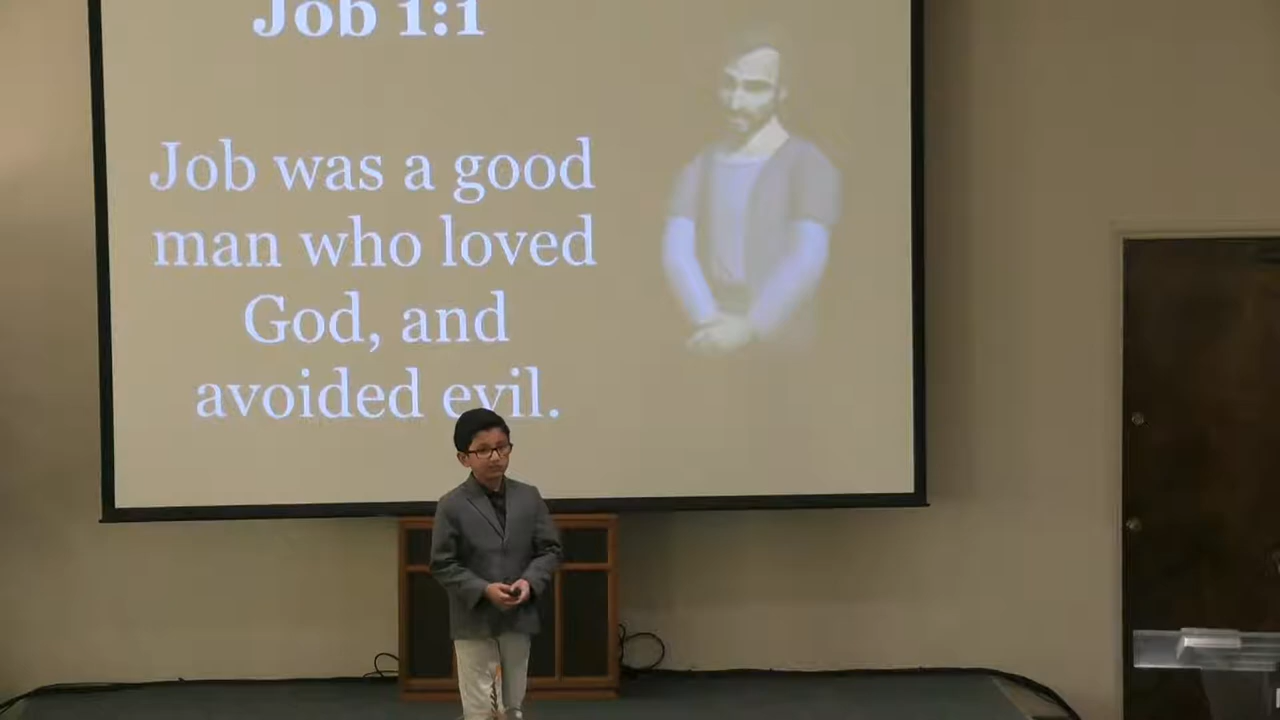 Job 1:1
Job was a good
man who loved
God, and
avoided evil.